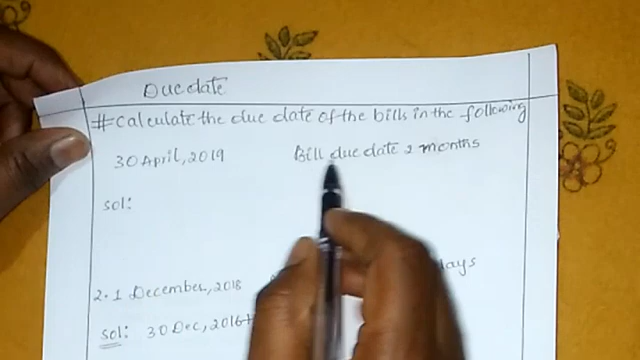 Due date
# calculate the due date of the bills in the following
30 April, 2019 Bill due date 2 months
Sol:
2. 1 December, 2018 days
Sol: 30 Dec, 2016+